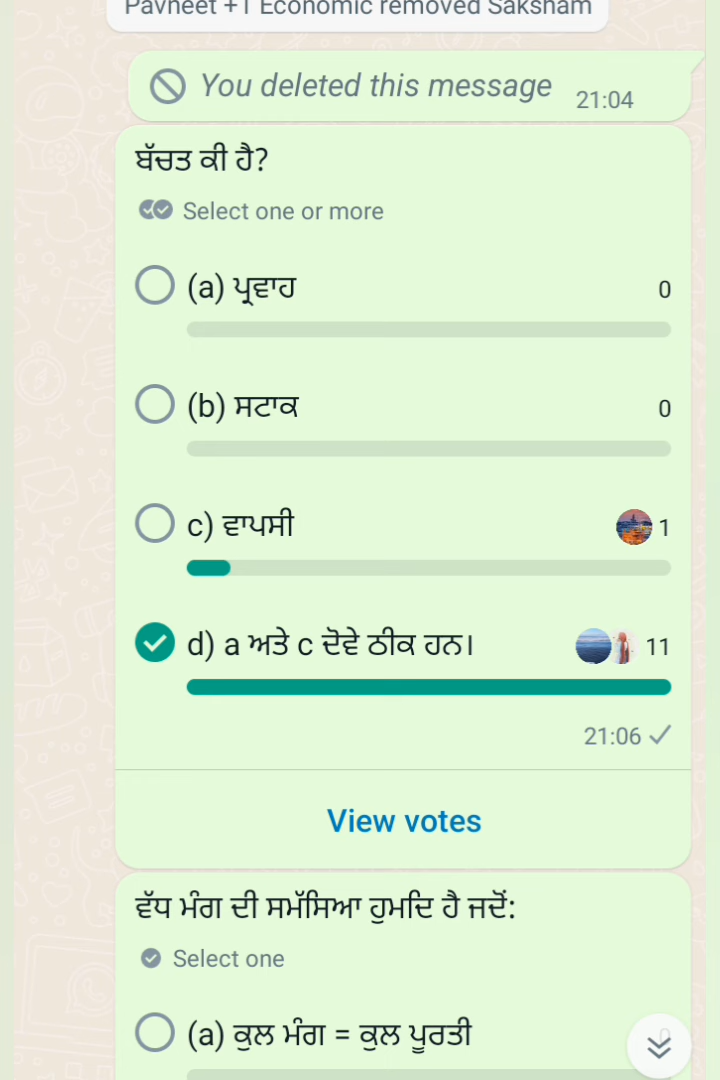 Pavneet +1 Economic removed Saksham
You deleted this message 21:04
ਬੱਚਤ ਕੀ ਹੈ?
Select one or more
(a) ਪ੍ਰਵਾਹ 0
(b) ਸਟਾਕ 0
c) ਵਾਪਸੀ 1
d) a ਅਤੇ c ਦੋਵੇ ਠੀਕ ਹਨ। 11
21:06
View votes
ਵੱਧ ਮੰਗ ਦੀ ਸਮੱਸਿਆ ਹੁਮਦਿ ਹੈ ਜਦੋਂ:
Select one
(a) ਕੁਲ ਮੰਗ = ਕੁਲ ਪੂਰਤੀ